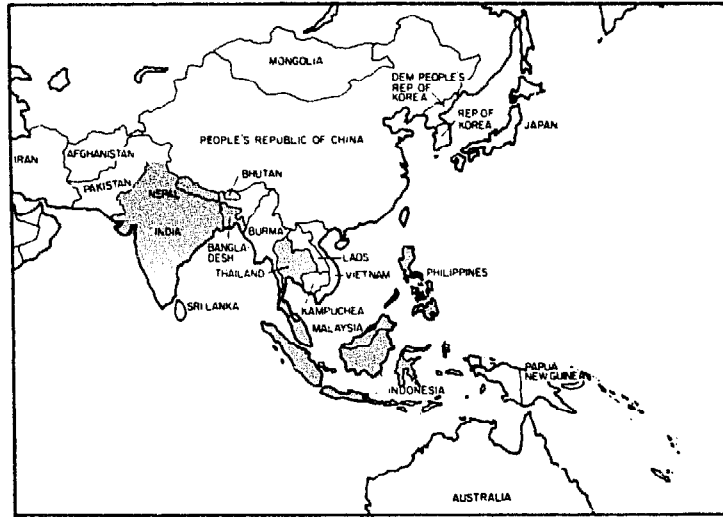 MONGOLIA
DEM PEOPLE'S
REP OF
KOREA
REP OF
KOREA
JAPAN
PEOPLE'S REPUBLIC OF CHINA
IRAN
AFGHANISTAN
PAKISTAN
NEPAL
BHUTAN
INDIA
BANGLA-
DESH
BURMA
LAOS
THAILAND
VIETNAM
PHILIPPINES
SRI LANKA
KAMPUCHEA
MALAYSIA
INDONESIA
PAPUA
NEW GUINEA
AUSTRALIA